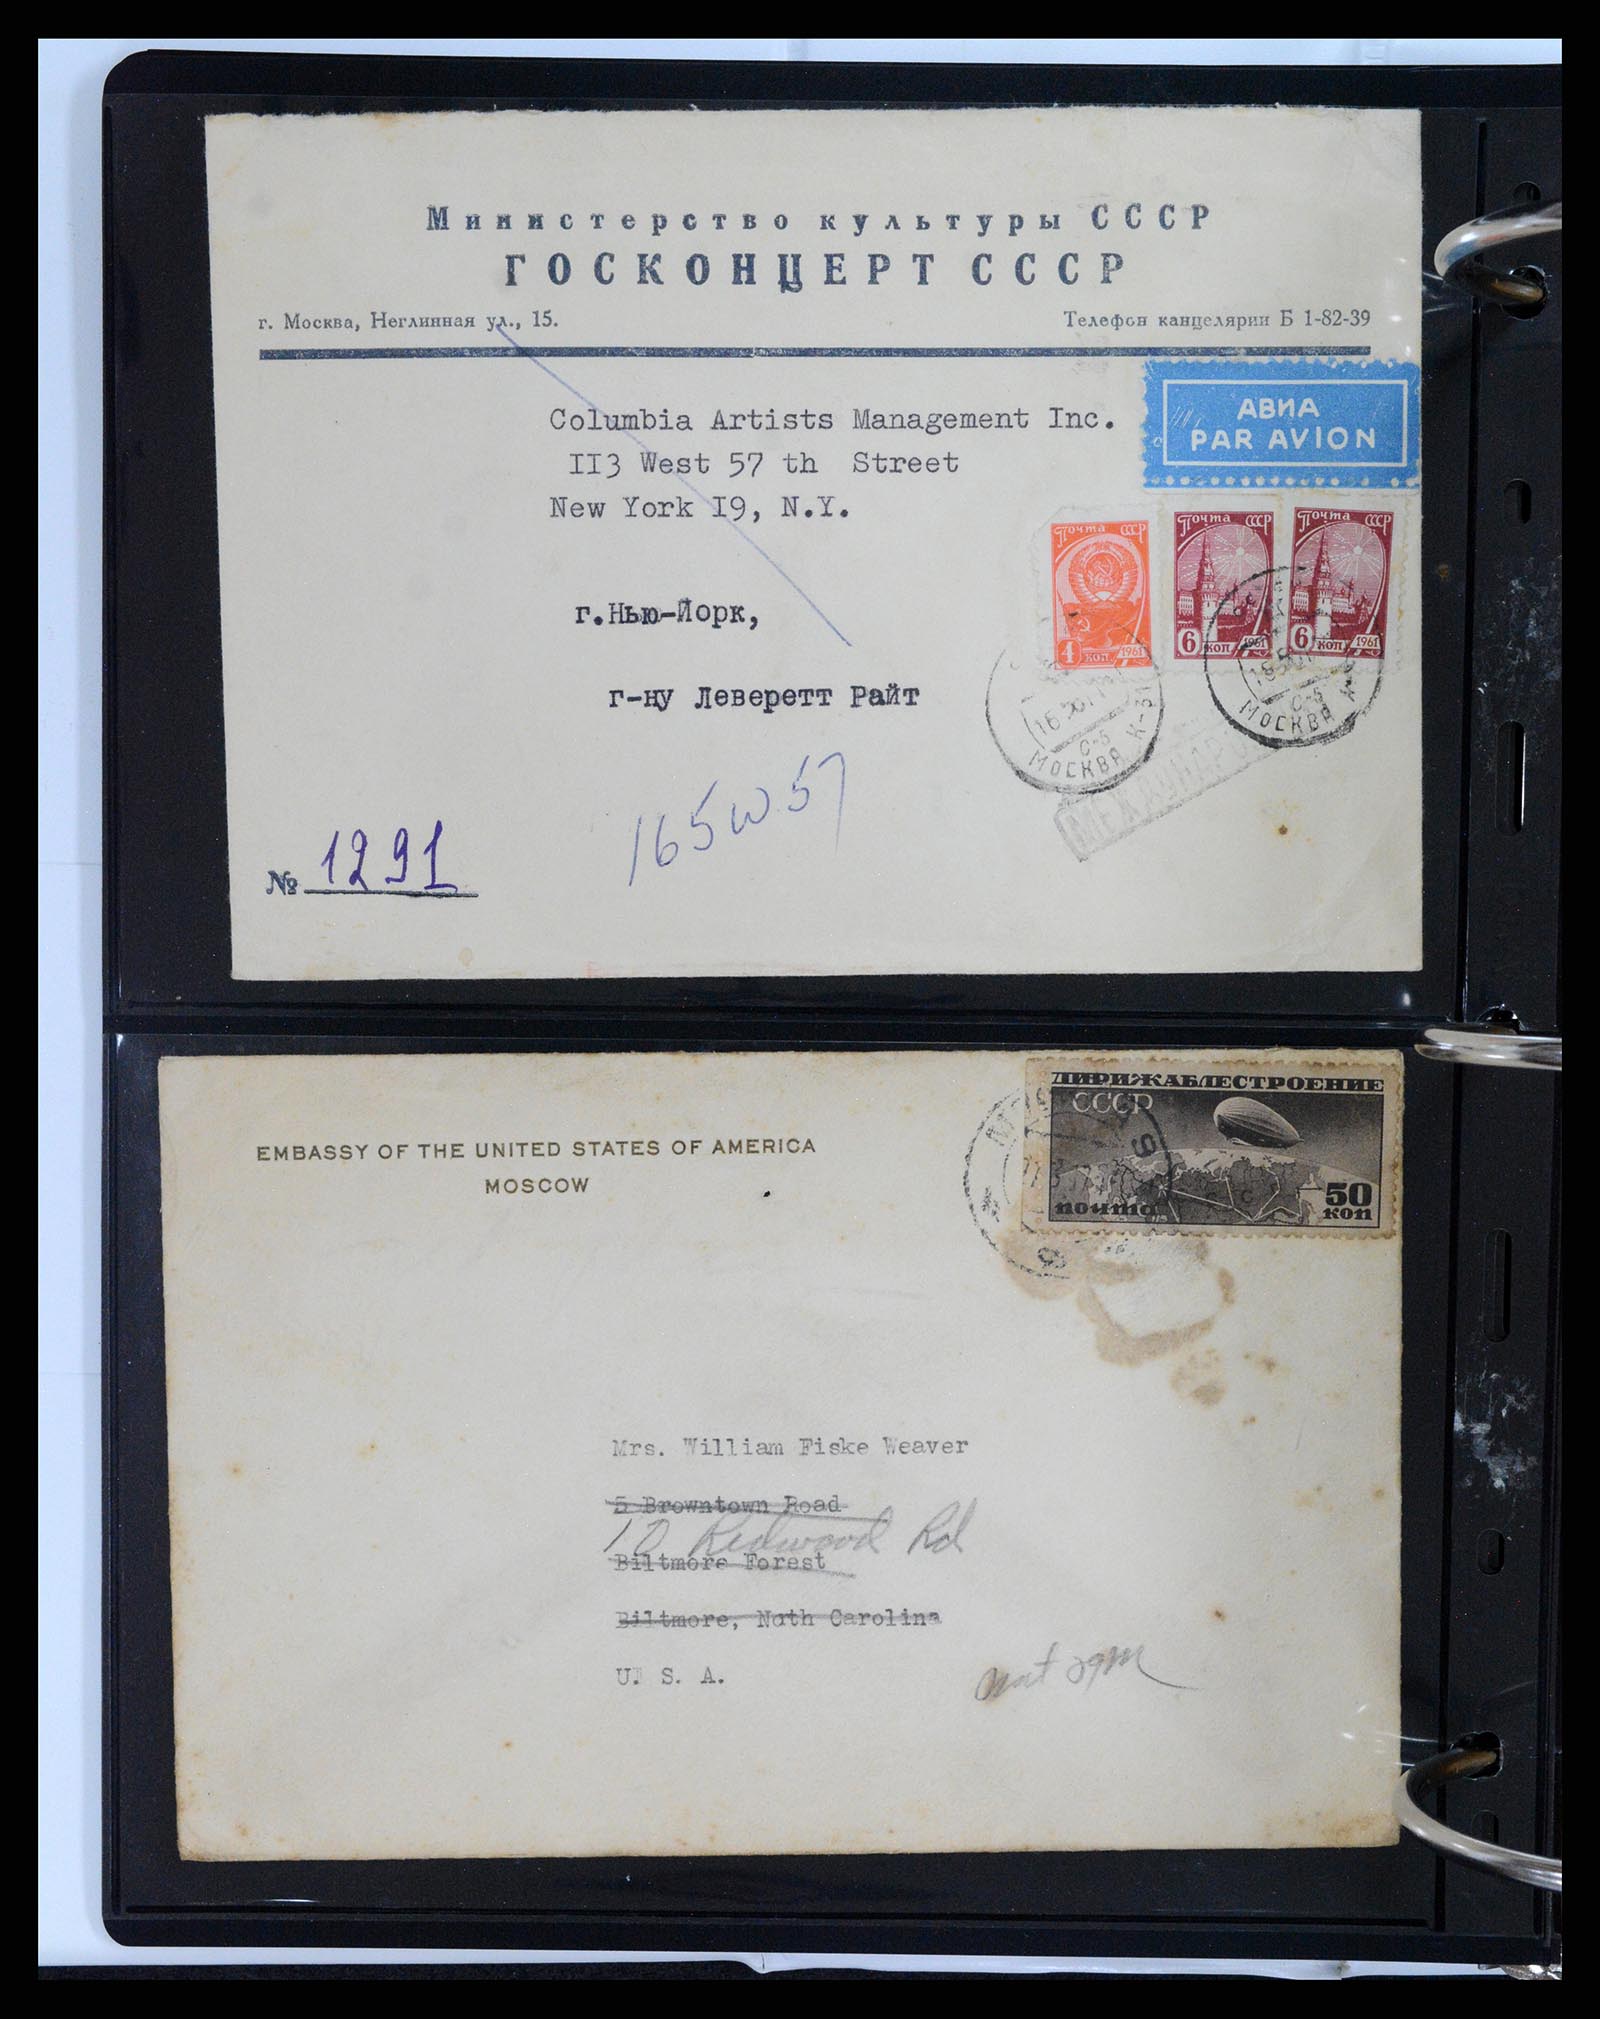 Министерство культуры СССР
ГОСКОНЦЕРТ СССР
г. Москва, Неглинная ул., 15.
Телефон канцелярии Б 1-82-39
АВИА
PAR AVION
Columbia Artists Management Inc.
II3 West 57 th Street
New York I9, N.Y.
почта СССР
4 коп 1961
почта СССР
6 коп 1961
почта СССР
6 коп 1961
г.Нью-Йорк,
г-ну Леверетт Райт
С-5
МОСКВА К-31
С-5
МОСКВА К-
МЕЖДУНАРО
165 W 57
№ 1291
EMBASSY OF THE UNITED STATES OF AMERICA
MOSCOW
ДИРИЖАБЛЕСТРОЕНИЕ
СССР
почта
50
коп
Mrs. William Fiske Weaver
5 Browntown Road
10 Redwood Rd
Biltmore Forest
Biltmore, Noth Carolina
U. S. A.